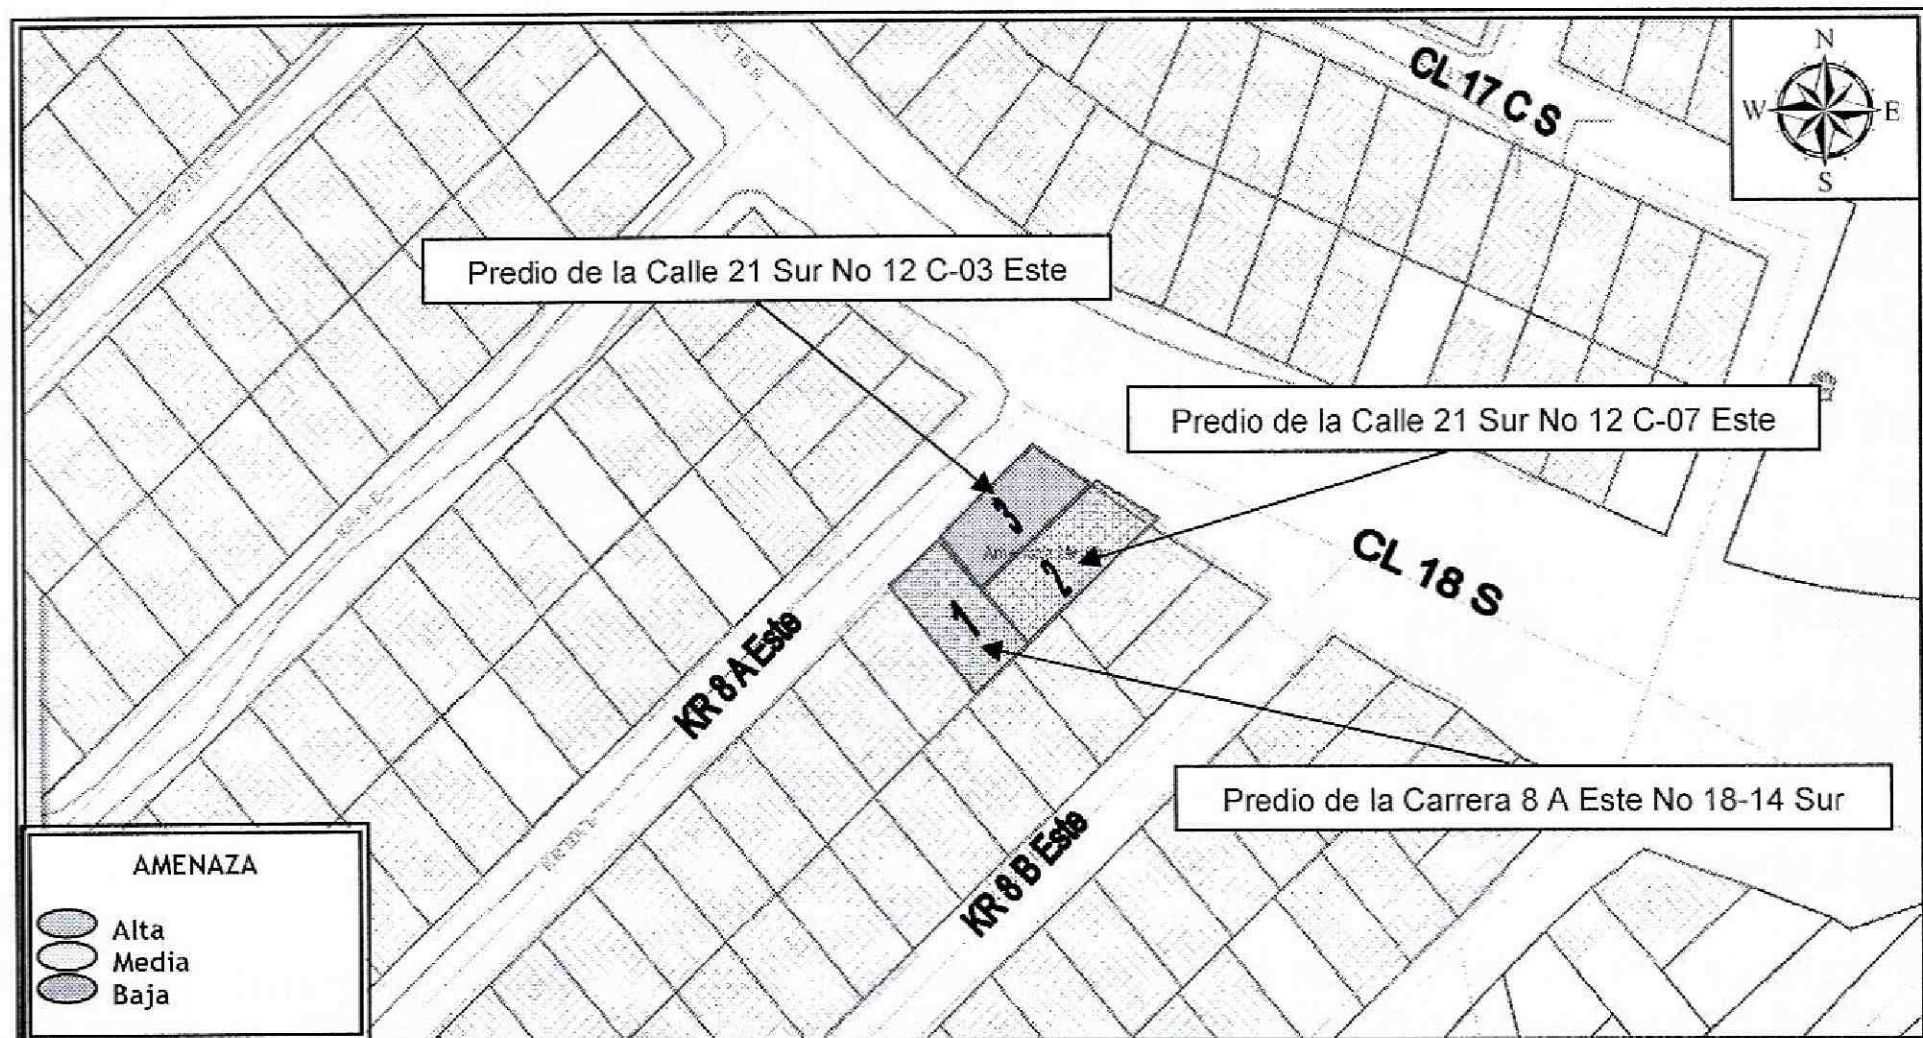 CL 17 C S
N
W E
S
Predio de la Calle 21 Sur No 12 C-03 Este
Predio de la Calle 21 Sur No 12 C-07 Este
3
2
1
CL 18 S
KR 8 A Este
Predio de la Carrera 8 A Este No 18-14 Sur
KR 8 B Este
AMENAZA
Alta
Media
Baja